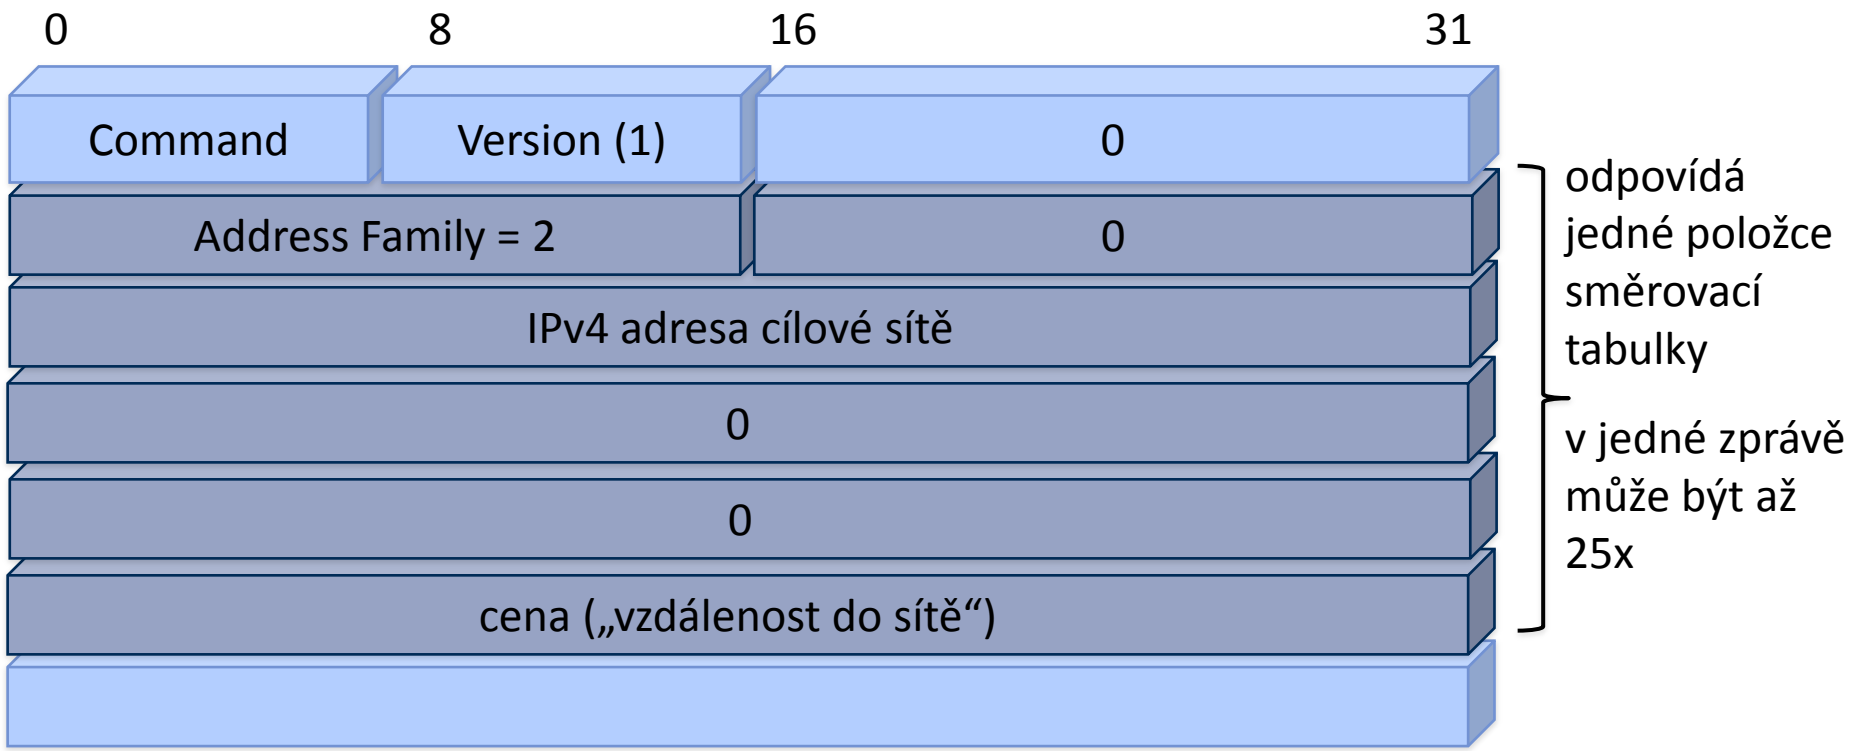 0 8 16 31
Command Version (1) 0
Address Family = 2 0
IPv4 adresa cílové sítě
0
0
cena („vzdálenost do sítě“)
odpovídá
jedné položce
směrovací
tabulky
v jedné zprávě
může být až
25x